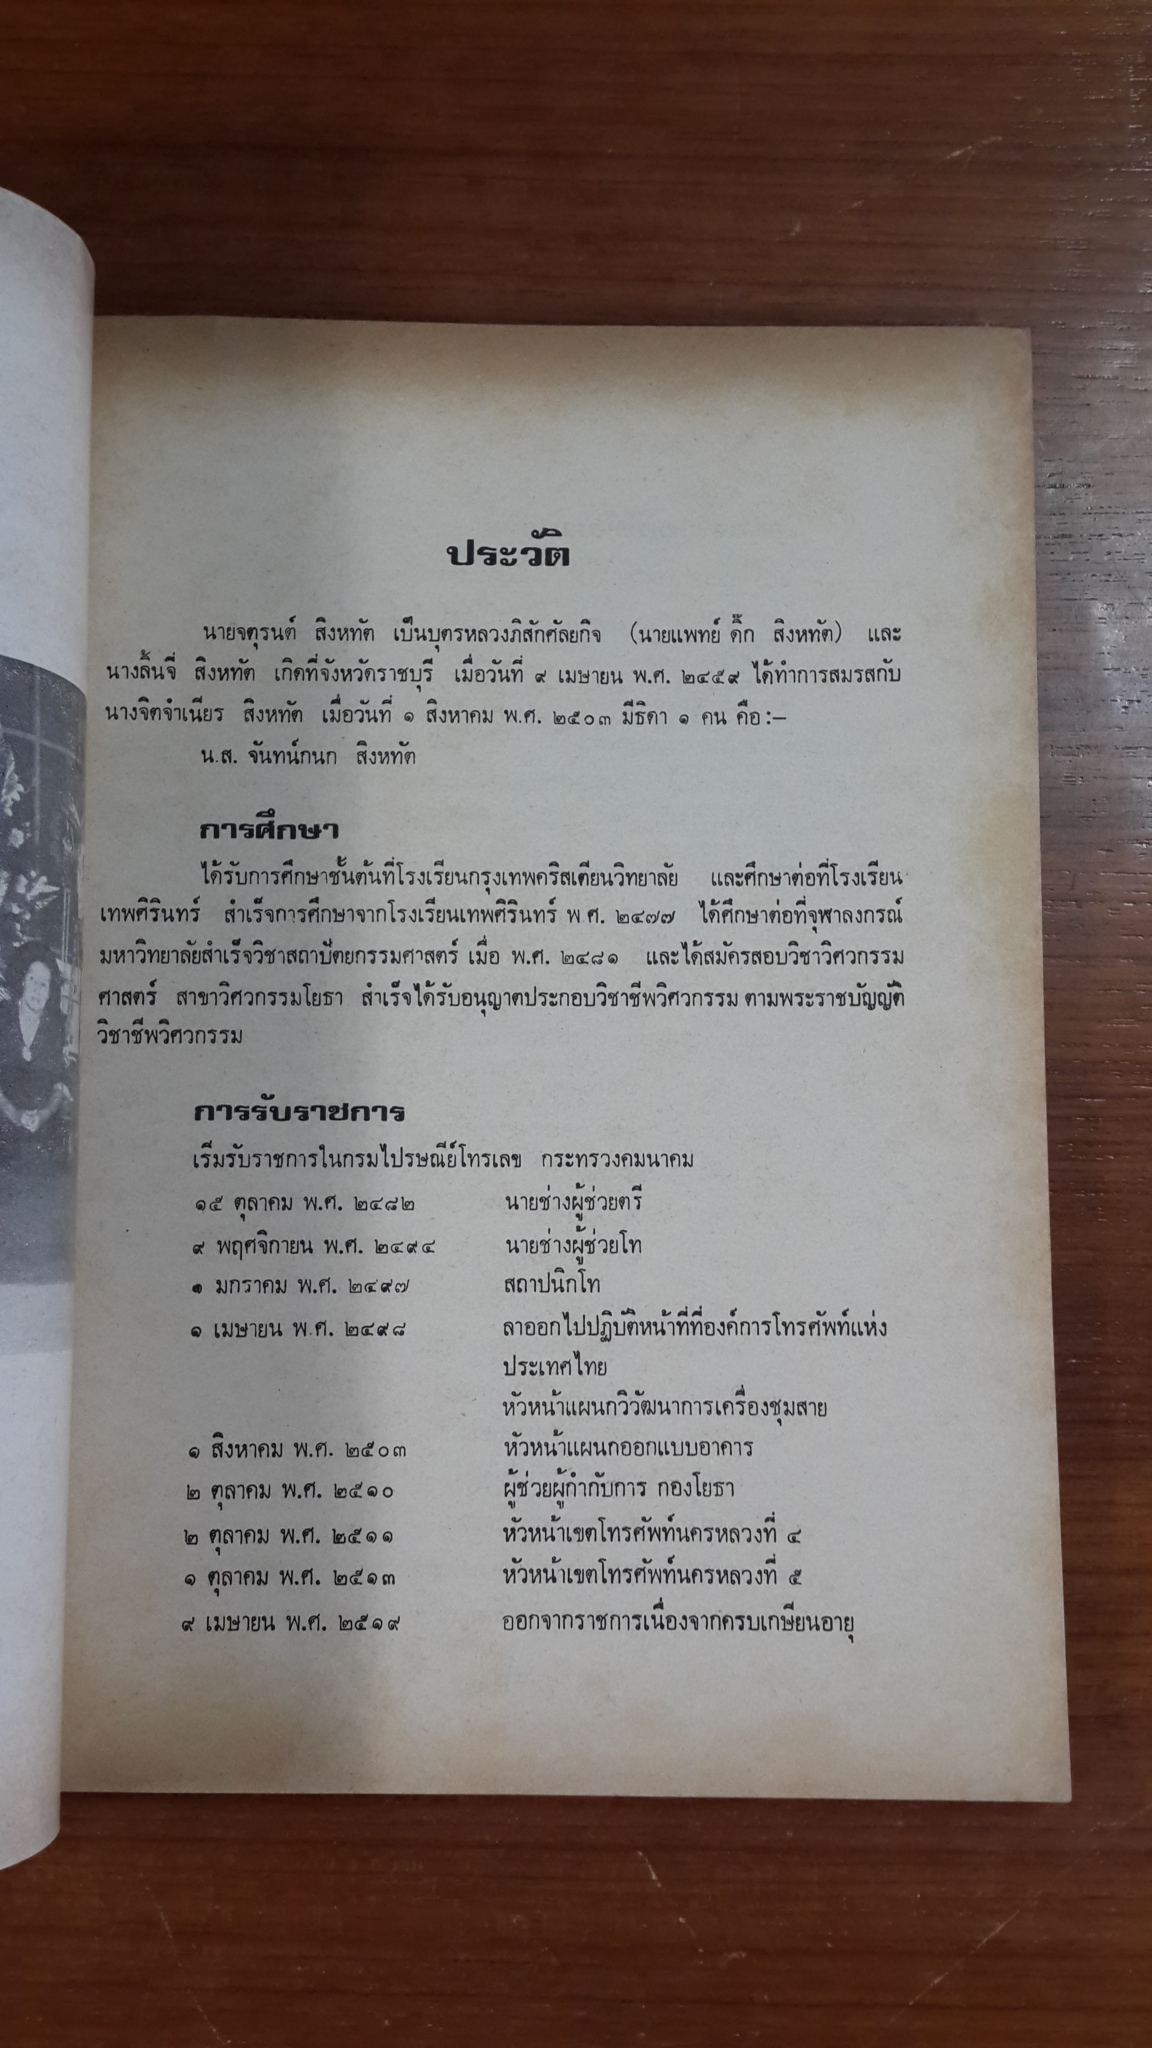 ประวัติ
นายจตุรนต์ สิงหทัต เป็นบุตรหลวงภิสักศัลยกิจ (นายแพทย์ ดิ๊ก สิงหทัต) และ
นางลิ้นจี่ สิงหทัต เกิดที่จังหวัดราชบุรี เมื่อวันที่ ๙ เมษายน พ.ศ. ๒๔๕๙ ได้ทำการสมรสกับ
นางจิตจำเนียร สิงหทัต เมื่อวันที่ ๑ สิงหาคม พ.ศ. ๒๕๐๓ มีธิดา ๑ คน คือ :–
น.ส. จันทน์กนก สิงหทัต
การศึกษา
ได้รับการศึกษาชั้นต้นที่โรงเรียนกรุงเทพคริสเตียนวิทยาลัย และศึกษาต่อที่โรงเรียน
เทพศิรินทร์ สำเร็จการศึกษาจากโรงเรียนเทพศิรินทร์ พ.ศ. ๒๔๗๗ ได้ศึกษาต่อที่จุฬาลงกรณ์
มหาวิทยาลัยสำเร็จวิชาสถาปัตยกรรมศาสตร์ เมื่อ พ.ศ. ๒๔๘๑ และได้สมัครสอบวิชาวิศวกรรม
ศาสตร์ สาขาวิศวกรรมโยธา สำเร็จได้รับอนุญาตประกอบวิชาชีพวิศวกรรม ตามพระราชบัญญัติ
วิชาชีพวิศวกรรม
การรับราชการ
เริ่มรับราชการในกรมไปรษณีย์โทรเลข กระทรวงคมนาคม
๑๕ ตุลาคม พ.ศ. ๒๔๘๒ นายช่างผู้ช่วยตรี
๙ พฤศจิกายน พ.ศ. ๒๔๙๔ นายช่างผู้ช่วยโท
๑ มกราคม พ.ศ. ๒๔๙๗ สถาปนิกโท
๑ เมษายน พ.ศ. ๒๔๙๘ ลาออกไปปฏิบัติหน้าที่ที่องค์การโทรศัพท์แห่ง
ประเทศไทย
หัวหน้าแผนกวิวัฒนาการเครื่องชุมสาย
๑ สิงหาคม พ.ศ. ๒๕๐๓ หัวหน้าแผนกออกแบบอาคาร
๒ ตุลาคม พ.ศ. ๒๕๑๐ ผู้ช่วยผู้กำกับการ กองโยธา
๒ ตุลาคม พ.ศ. ๒๕๑๑ หัวหน้าเขตโทรศัพท์นครหลวงที่ ๔
๑ ตุลาคม พ.ศ. ๒๕๑๓ หัวหน้าเขตโทรศัพท์นครหลวงที่ ๕
๙ เมษายน พ.ศ. ๒๕๑๙ ออกจากราชการเนื่องจากครบเกษียนอายุ